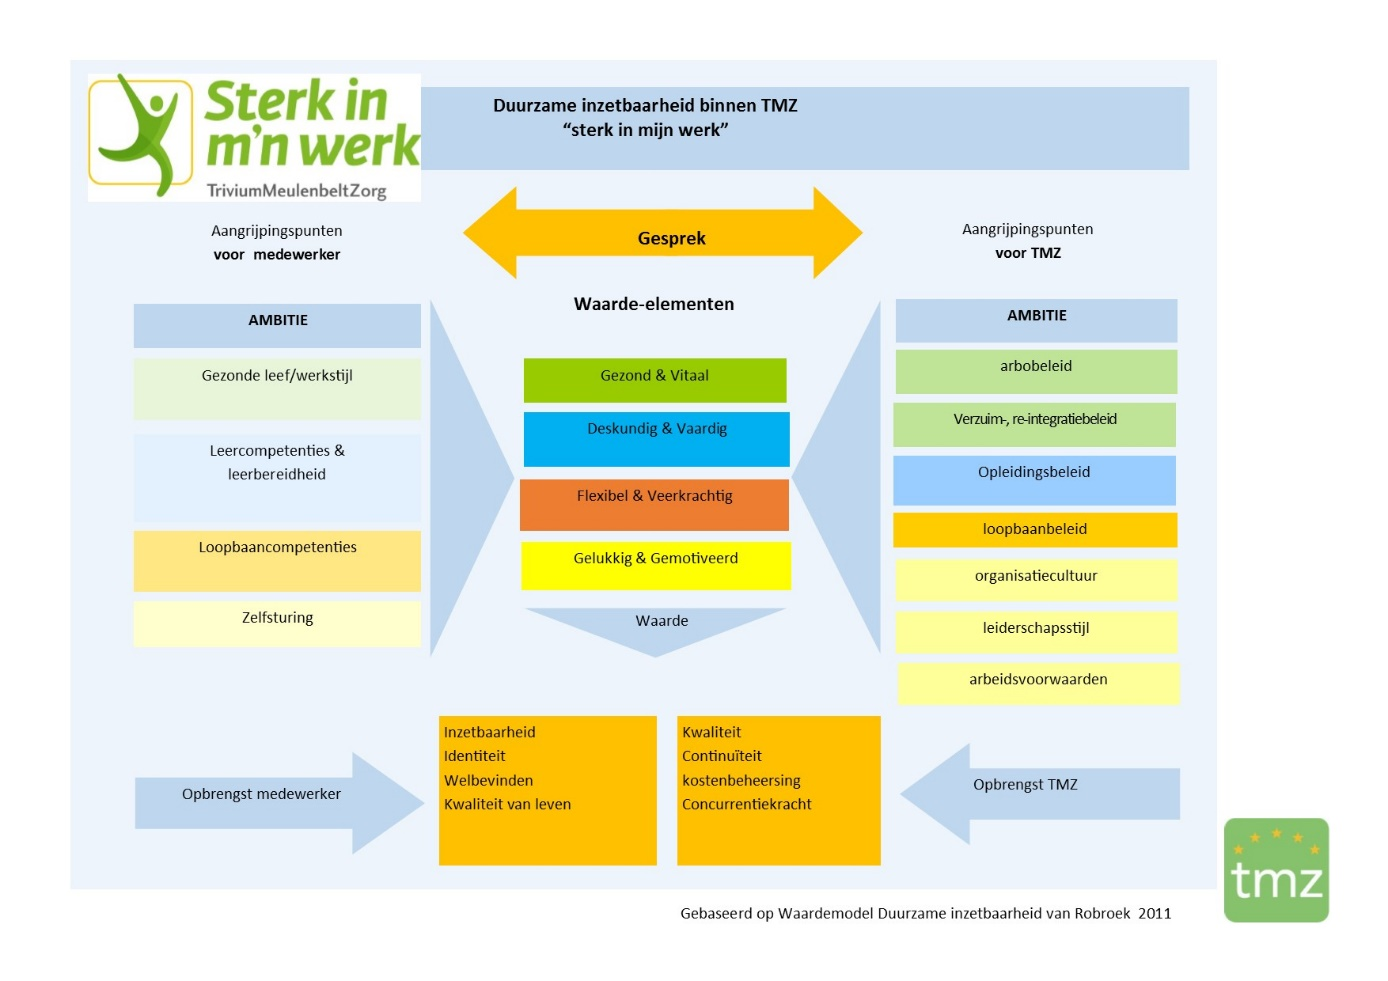 Sterk in
m'n werk
TriviumMeulenbeltZorg
Duurzame inzetbaarheid binnen TMZ
“sterk in mijn werk”
Aangrijpingspunten
voor medewerker
Gesprek
Aangrijpingspunten
voor TMZ
Waarde-elementen
AMBITIE
Gezonde leef/werkstijl
Leercompetenties &
leerbereidheid
Loopbaancompetenties
Zelfsturing
Gezond & Vitaal
Deskundig & Vaardig
Flexibel & Veerkrachtig
Gelukkig & Gemotiveerd
Waarde
AMBITIE
arbobeleid
Verzuim-, re-integratiebeleid
Opleidingsbeleid
loopbaanbeleid
organisatiecultuur
leiderschapsstijl
arbeidsvoorwaarden
Opbrengst medewerker
Inzetbaarheid
Identiteit
Welbevinden
Kwaliteit van leven
Kwaliteit
Continuïteit
kostenbeheersing
Concurrentiekracht
Opbrengst TMZ
tmz
Gebaseerd op Waardemodel Duurzame inzetbaarheid van Robroek 2011